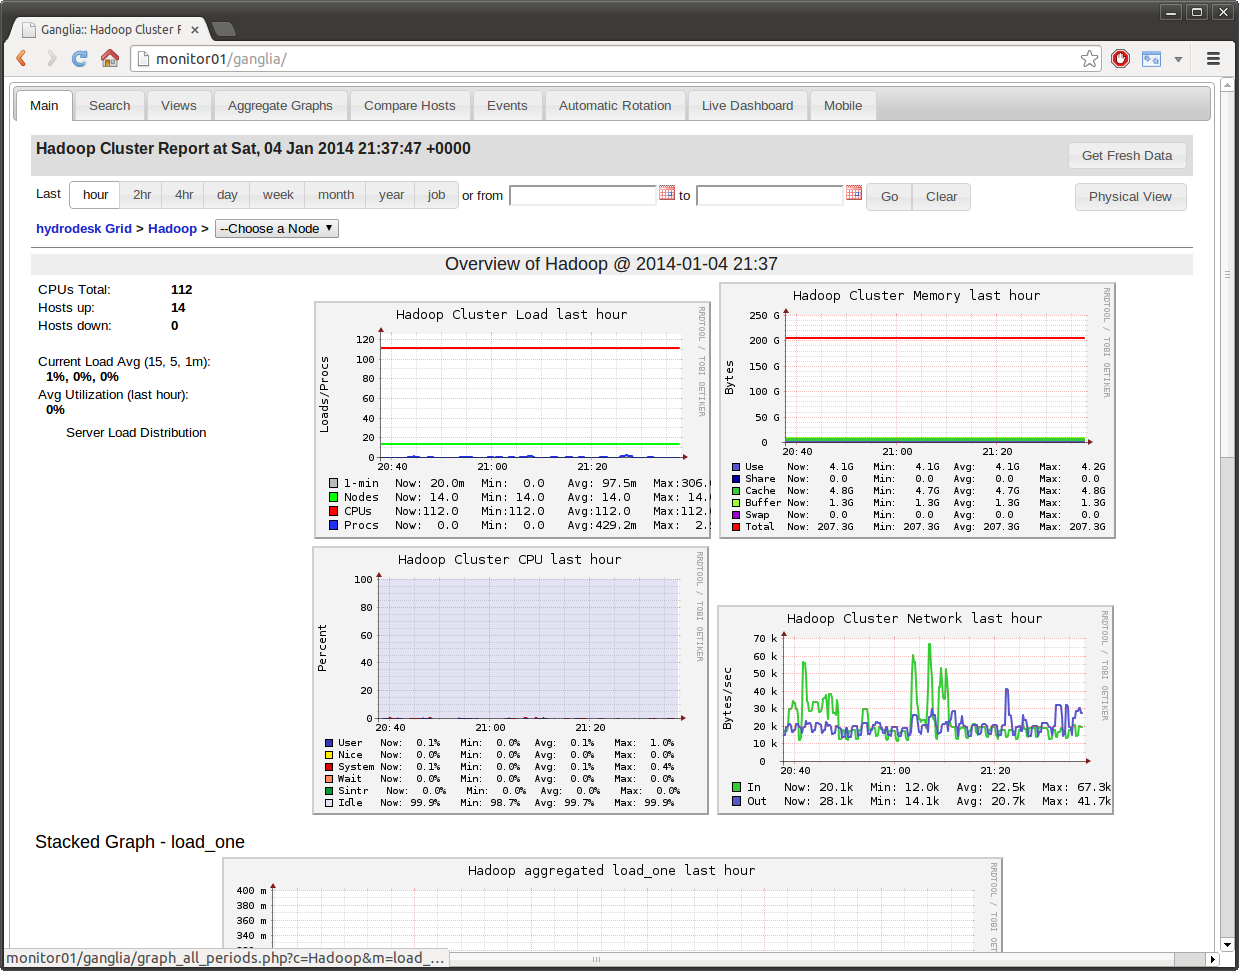 Ganglia:: Hadoop Cluster F
monitor01/ganglia/
Main Search Views Aggregate Graphs Compare Hosts Events Automatic Rotation Live Dashboard Mobile
Hadoop Cluster Report at Sat, 04 Jan 2014 21:37:47 +0000
Get Fresh Data
Last hour 2hr 4hr day week month year job or from to Go Clear Physical View
hydrodesk Grid > Hadoop > --Choose a Node
Overview of Hadoop @ 2014-01-04 21:37
CPUs Total: 112
Hosts up: 14
Hosts down: 0
Current Load Avg (15, 5, 1m):
1%, 0%, 0%
Avg Utilization (last hour):
0%
Server Load Distribution
Hadoop Cluster Load last hour
RRDTOOL / TOBI OETIKER
Loads/Procs
120
100
80
60
40
20
0
20:40 21:00 21:20
1-min Now: 20.0m Min: 0.0 Avg: 97.5m Max:306.
Nodes Now: 14.0 Min: 14.0 Avg: 14.0 Max: 14.
CPUs Now:112.0 Min:112.0 Avg:112.0 Max:112.
Procs Now: 0.0 Min: 0.0 Avg:429.2m Max: 2.
Hadoop Cluster Memory last hour
RRDTOOL / TOBI OETIKER
Bytes
250 G
200 G
150 G
100 G
50 G
0
20:40 21:00 21:20
Use Now: 4.1G Min: 4.1G Avg: 4.1G Max: 4.2G
Share Now: 0.0 Min: 0.0 Avg: 0.0 Max: 0.0
Cache Now: 4.8G Min: 4.7G Avg: 4.7G Max: 4.8G
Buffer Now: 1.3G Min: 1.3G Avg: 1.3G Max: 1.3G
Swap Now: 0.0 Min: 0.0 Avg: 0.0 Max: 0.0
Total Now: 207.3G Min: 207.3G Avg: 207.3G Max: 207.3G
Hadoop Cluster CPU last hour
RRDTOOL / TOBI OETIKER
Percent
100
80
60
40
20
0
20:40 21:00 21:20
User Now: 0.1% Min: 0.0% Avg: 0.1% Max: 1.0%
Nice Now: 0.0% Min: 0.0% Avg: 0.0% Max: 0.0%
System Now: 0.1% Min: 0.0% Avg: 0.1% Max: 0.4%
Wait Now: 0.0% Min: 0.0% Avg: 0.0% Max: 0.0%
Sintr Now: 0.0% Min: 0.0% Avg: 0.0% Max: 0.0%
Idle Now: 99.9% Min: 98.7% Avg: 99.7% Max: 99.9%
Hadoop Cluster Network last hour
RRDTOOL / TOBI OETIKER
Bytes/sec
70 k
60 k
50 k
40 k
30 k
20 k
10 k
0
20:40 21:00 21:20
In Now: 20.1k Min: 12.0k Avg: 22.5k Max: 67.3k
Out Now: 28.1k Min: 14.1k Avg: 20.7k Max: 41.7k
Stacked Graph - load_one
Hadoop aggregated load_one last hour
RRDTOOL / TOBI OET
400 m
380 m
360 m
340 m
monitor01/ganglia/graph_all_periods.php?c=Hadoop&m=load_...